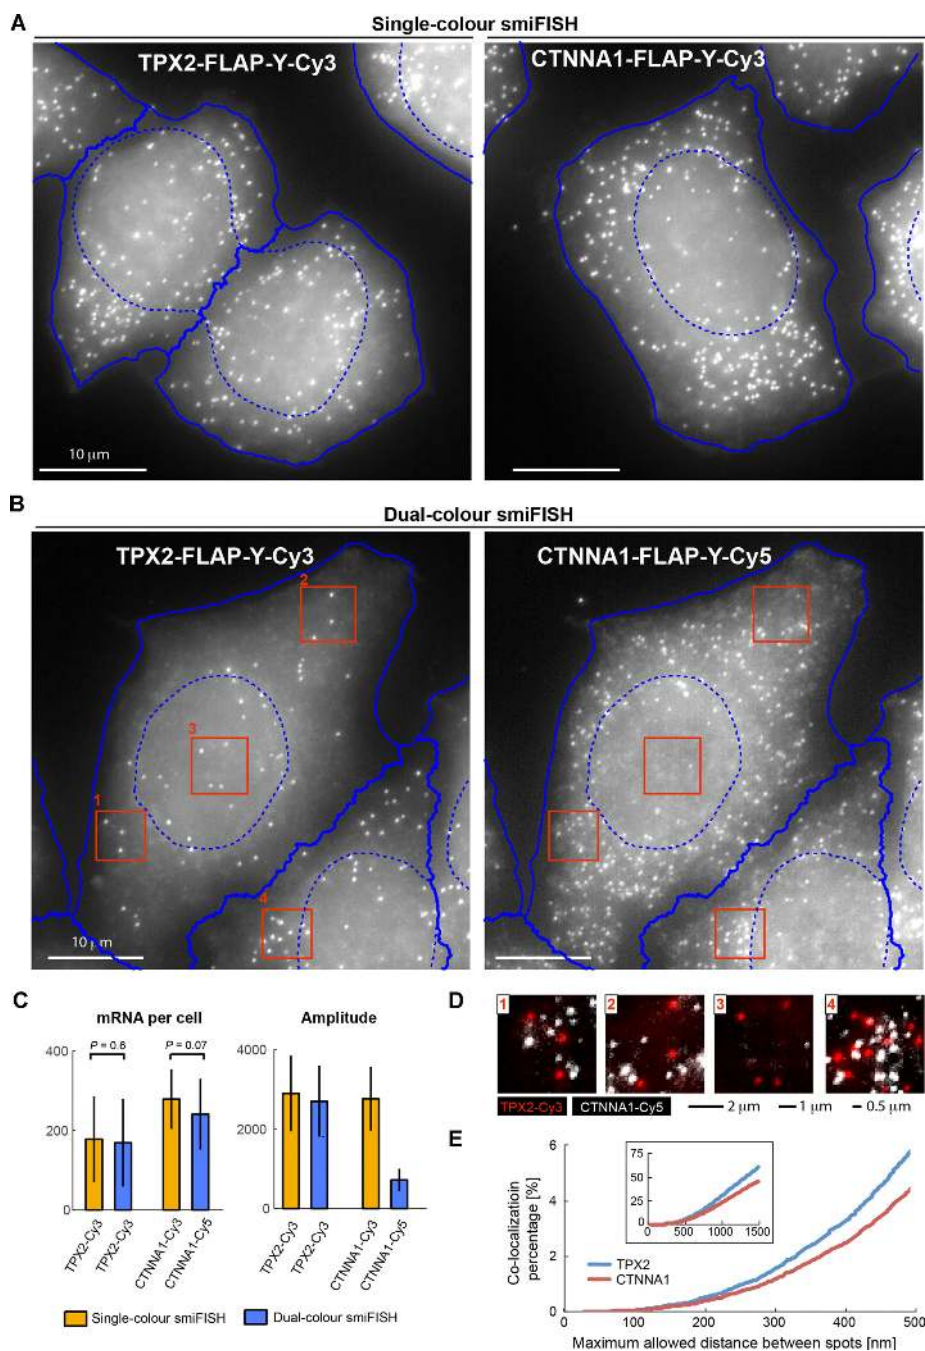 A
Single-colour smiFISH
TPX2-FLAP-Y-Cy3
CTNNA1-FLAP-Y-Cy3
10 μm
B
Dual-colour smiFISH
TPX2-FLAP-Y-Cy3
CTNNA1-FLAP-Y-Cy5
2
3
1
4
10 μm
C
mRNA per cell
Amplitude
400
200
0
P = 0.6
P = 0.07
TPX2-Cy3
TPX2-Cy3
CTNNA1-Cy3
CTNNA1-Cy5
4000
2000
0
TPX2-Cy3
TPX2-Cy3
CTNNA1-Cy3
CTNNA1-Cy5
Single-colour smiFISH
Dual-colour smiFISH
D
1
2
3
4
TPX2-Cy3
CTNNA1-Cy5
2 μm
1 μm
0.5 μm
E
Co-localizatioin
percentage [%]
6
4
2
0
75
50
25
0
0
500
1000
1500
TPX2
CTNNA1
0
100
200
300
400
500
Maximum allowed distance between spots [nm]